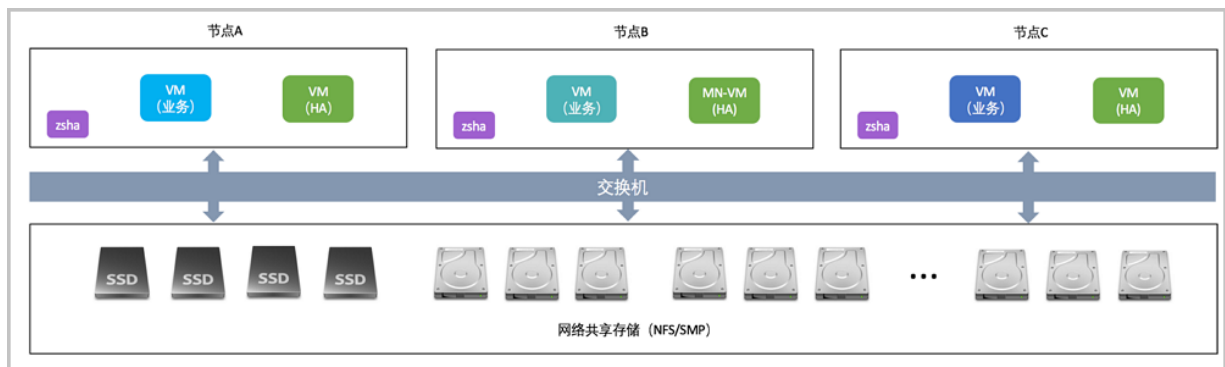 节点A
节点B
节点C
VM
(业务)
VM
(HA)
zsha
VM
(业务)
MN-VM
(HA)
zsha
VM
(业务)
VM
(HA)
zsha
交换机
SSD
SSD
SSD
SSD
...
网络共享存储（NFS/SMP）